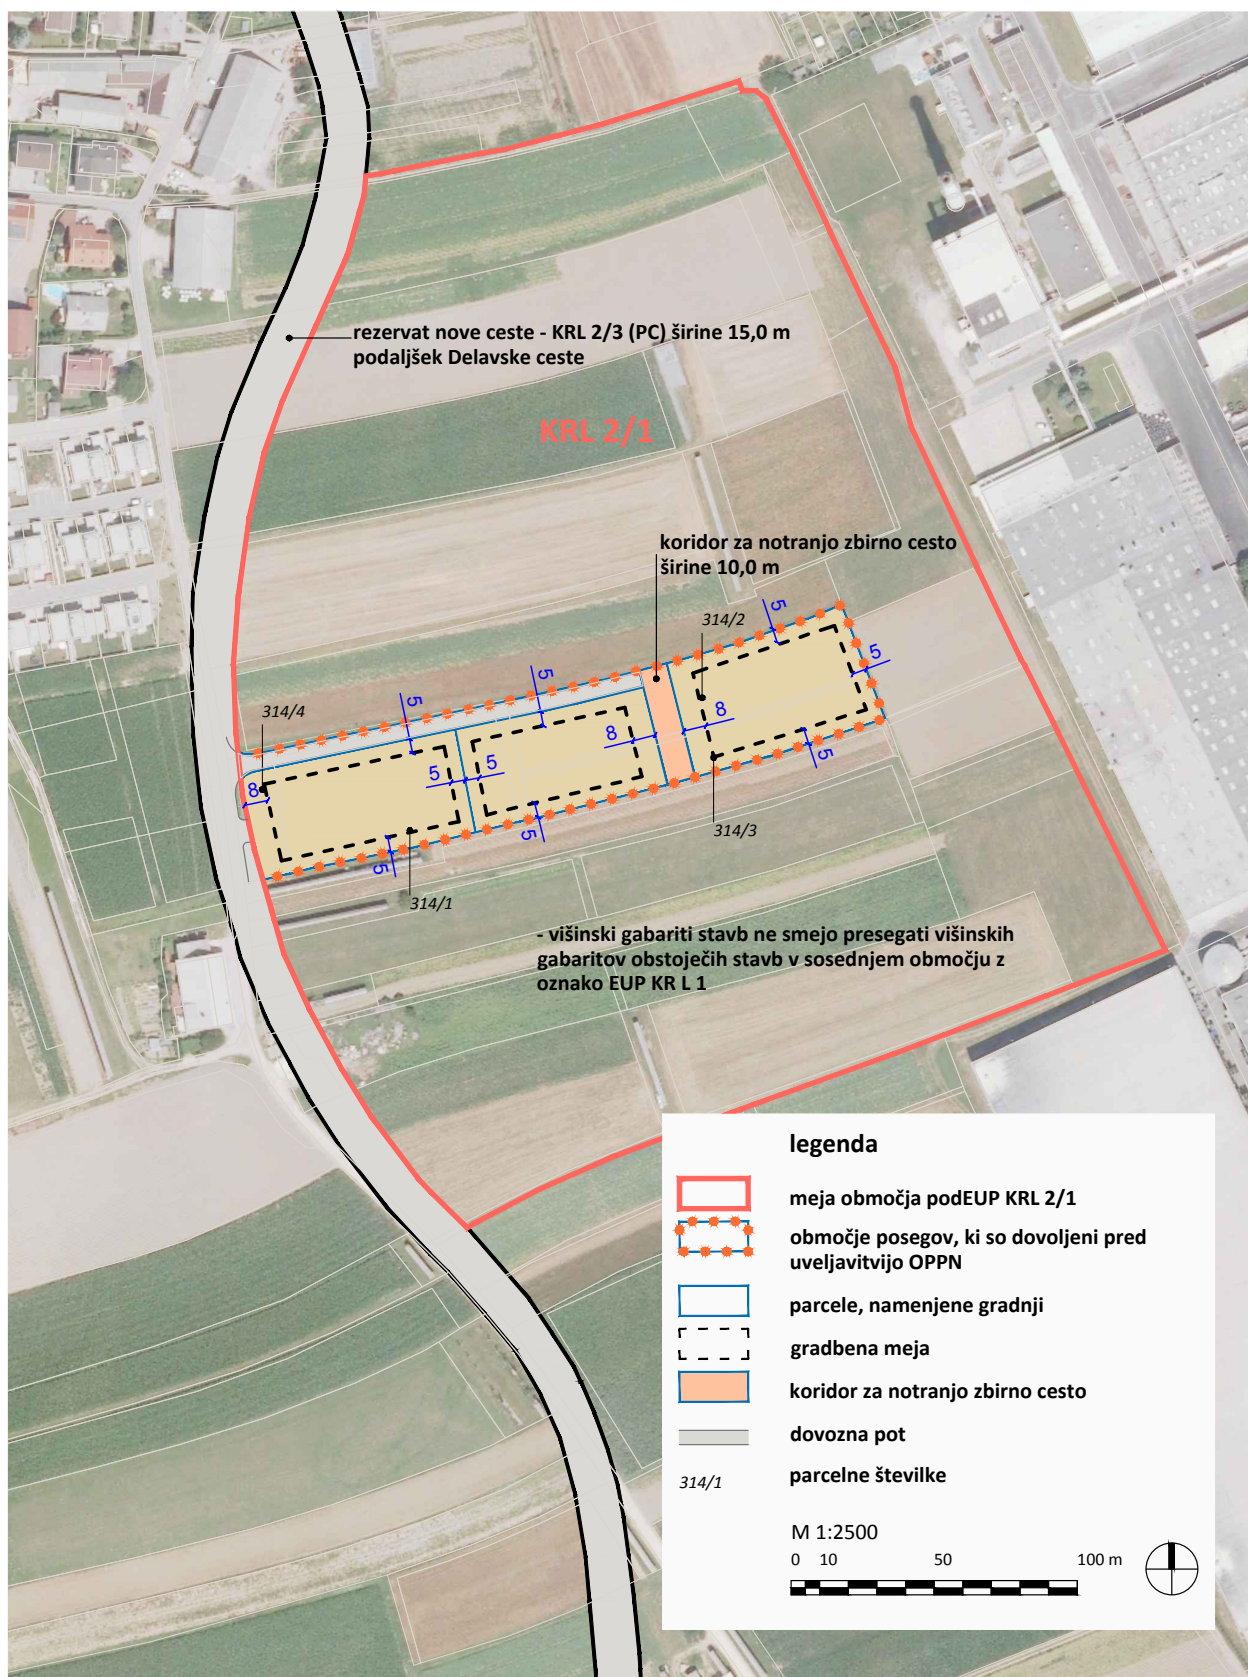 rezervat nove ceste - KRL 2/3 (PC) širine 15,0 m
podaljšek Delavske ceste
KRL 2/1
koridor za notranjo zbirno cesto
širine 10,0 m
314/2
5
5
5
5
314/4
8
8
5
5
8
5
5
5
314/3
314/1
- višinski gabariti stavb ne smejo presegati višinskih
gabaritov obstoječih stavb v sosednjem območju z
oznako EUP KR L 1
legenda
meja območja podEUP KRL 2/1
območje posegov, ki so dovoljeni pred
uveljavitvijo OPPN
parcele, namenjene gradnji
gradbena meja
koridor za notranjo zbirno cesto
dovozna pot
314/1 parcelne številke
M 1:2500
0 10 50 100 m